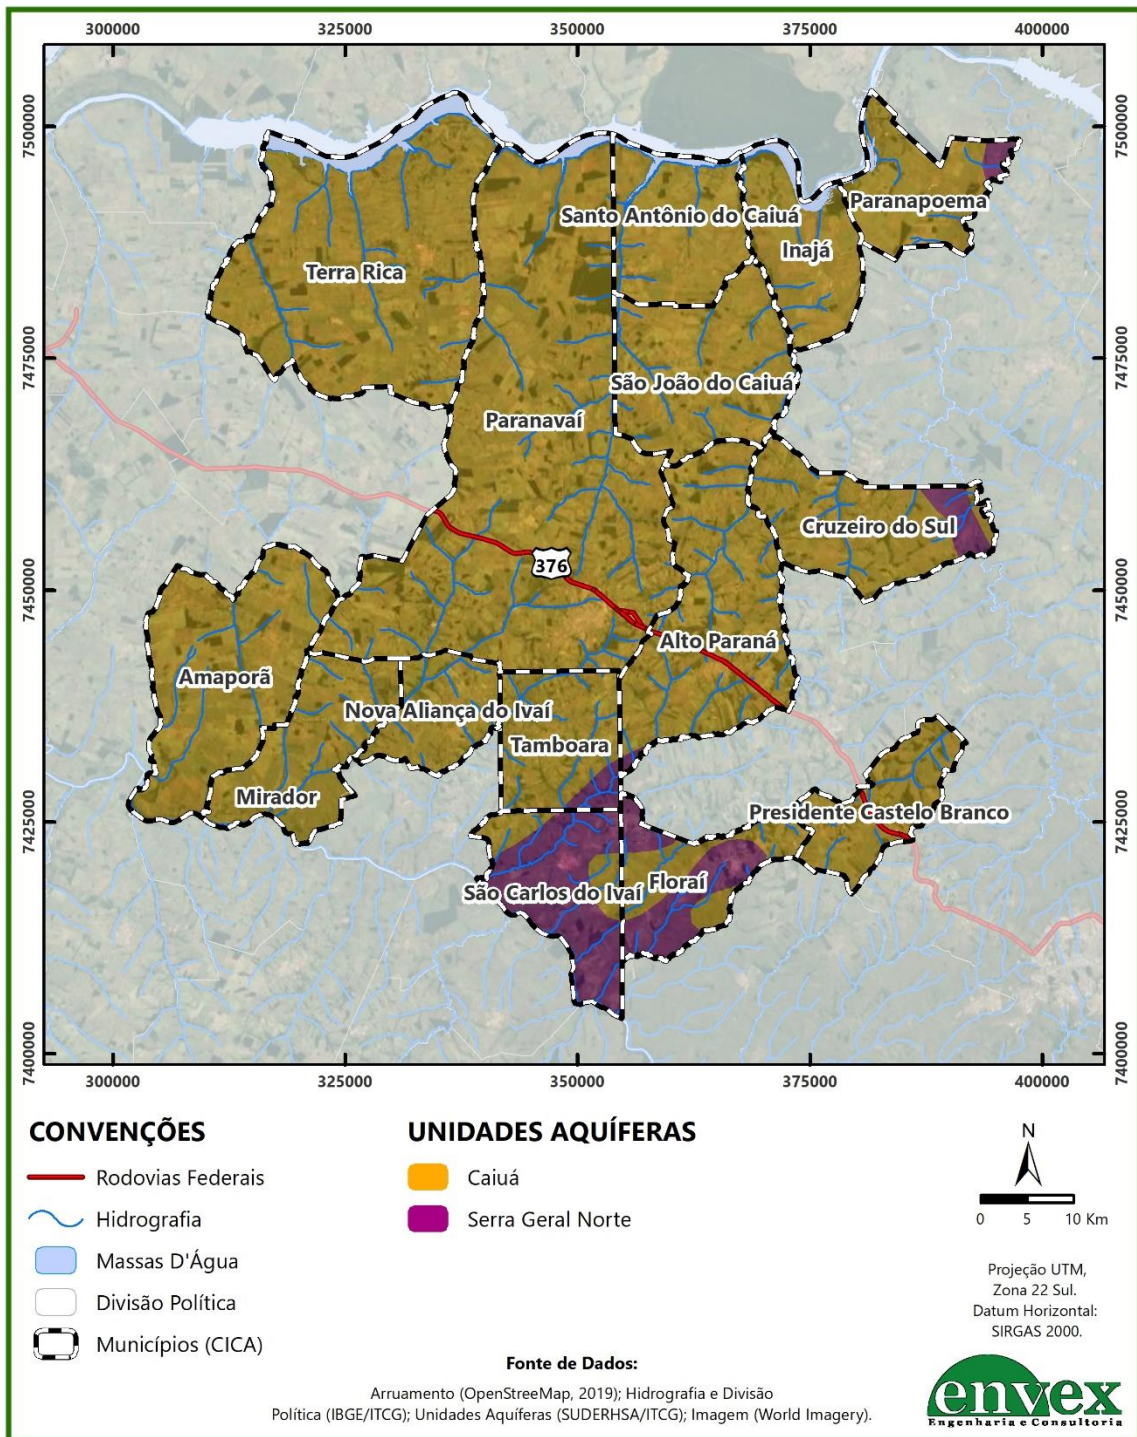 300000 325000 350000 375000 400000
7500000 7500000
Paranapoema
Santo Antônio do Caiuá
Inajá
Terra Rica
7475000 7475000
São João do Caiuá
Paranavaí
Cruzeiro do Sul
376
7450000 7450000
Alto Paraná
Amaporã
Nova Aliança do Ivaí
Tamboara
Mirador
Presidente Castelo Branco
7425000 7425000
Floraí
São Carlos do Ivaí
7400000 7400000
300000 325000 350000 375000 400000
CONVENÇÕES
Rodovias Federais
Hidrografia
Massas D'Água
Divisão Política
Municípios (CICA)
UNIDADES AQUÍFERAS
Caiuá
Serra Geral Norte
N
0 5 10 Km
Projeção UTM,
Zona 22 Sul.
Datum Horizontal:
SIRGAS 2000.
Fonte de Dados:
Arruamento (OpenStreeMap, 2019); Hidrografia e Divisão
Política (IBGE/ITCG); Unidades Aquíferas (SUDERHSA/ITCG); Imagem (World Imagery).
envex
Engenharia e Consultoria